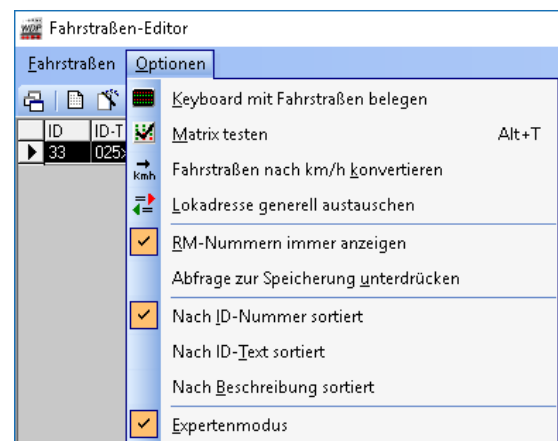 WDP Fahrstraßen-Editor
Fahrstraßen Optionen
ID ID-T
33 025x
Keyboard mit Fahrstraßen belegen
Matrix testen Alt+T
kmh Fahrstraßen nach km/h konvertieren
Lokadresse generell austauschen
RM-Nummern immer anzeigen
Abfrage zur Speicherung unterdrücken
Nach ID-Nummer sortiert
Nach ID-Text sortiert
Nach Beschreibung sortiert
Expertenmodus